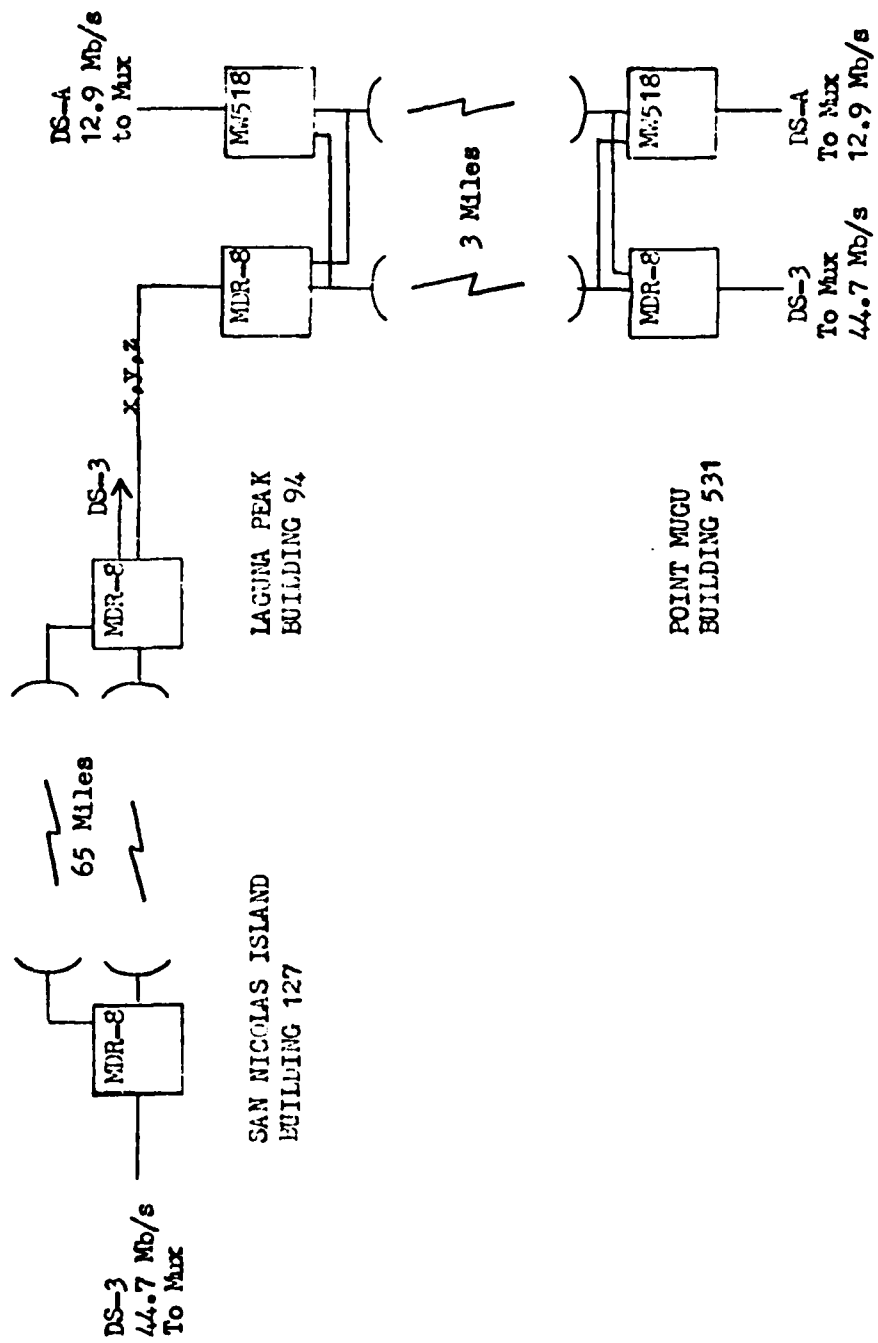 DS-3
44.7 Mb/s
To Mux
MDR-8
65 Miles
SAN NICOLAS ISLAND
BUILDING 127
MDR-8
DS-3
x,y,z
LAGUNA PEAK
BUILDING 94
MDR-8
MW518
DS-A
12.9 Mb/s
to Mux
3 Miles
MDR-8
MW518
POINT MUGU
BUILDING 531
DS-3
To Mux
44.7 Mb/s
DS-A
To Mux
12.9 Mb/s